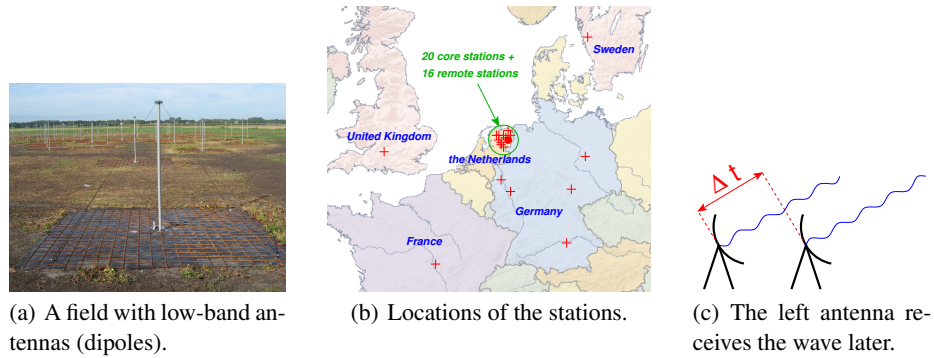 20 core stations +
16 remote stations
Sweden
United Kingdom
the Netherlands
Germany
France
Δ t
(a) A field with low-band an-
tennas (dipoles).
(b) Locations of the stations.
(c) The left antenna re-
ceives the wave later.